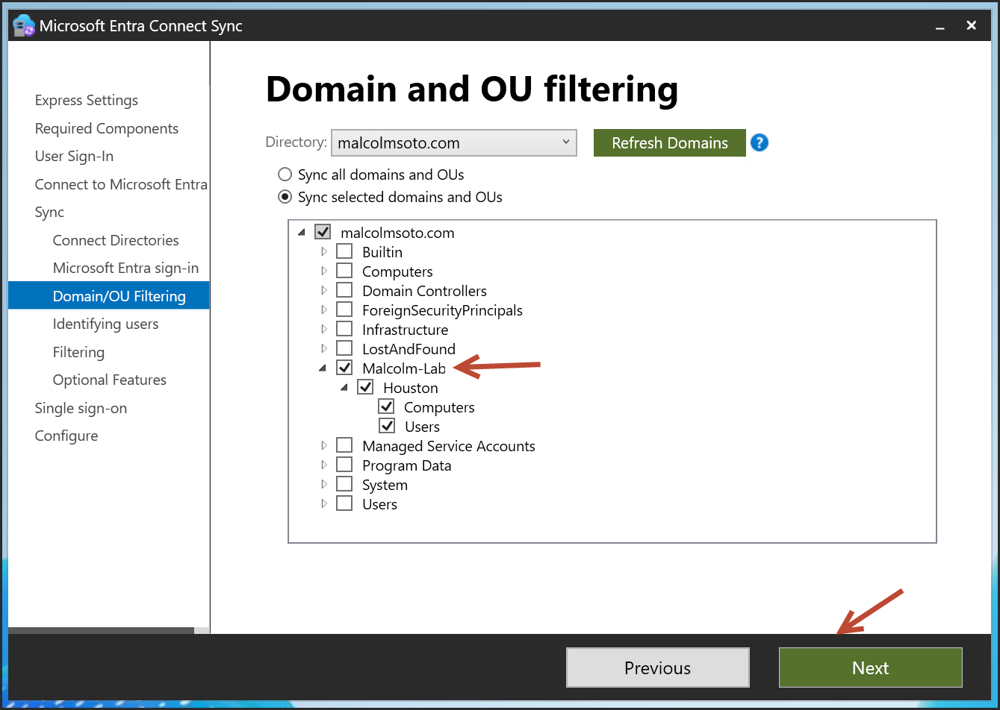 Microsoft Entra Connect Sync
Express Settings
Required Components
User Sign-In
Connect to Microsoft Entra
Sync
Connect Directories
Microsoft Entra sign-in
Domain/OU Filtering
Identifying users
Filtering
Optional Features
Single sign-on
Configure
Domain and OU filtering
Directory: malcolmsoto.com Refresh Domains ?
Sync all domains and OUs
Sync selected domains and OUs
malcolmsoto.com
Builtin
Computers
Domain Controllers
ForeignSecurityPrincipals
Infrastructure
LostAndFound
Malcolm-Lab
Houston
Computers
Users
Managed Service Accounts
Program Data
System
Users
Previous Next